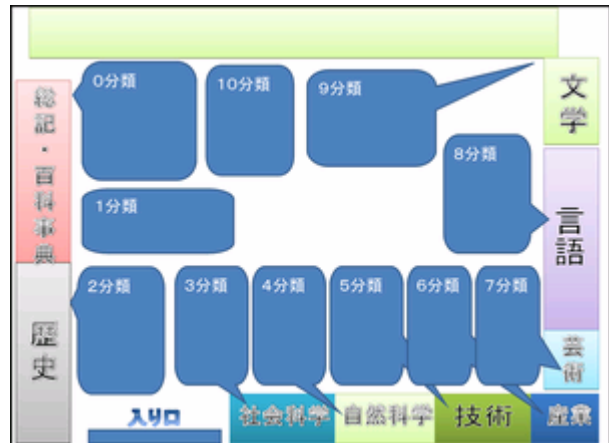 0分類
10分類
9分類
文学
総記・百科事典
8分類
1分類
言語
2分類
3分類
4分類
5分類
6分類
7分類
歴史
芸術
入り口
社会科学
自然科学
技術
産業